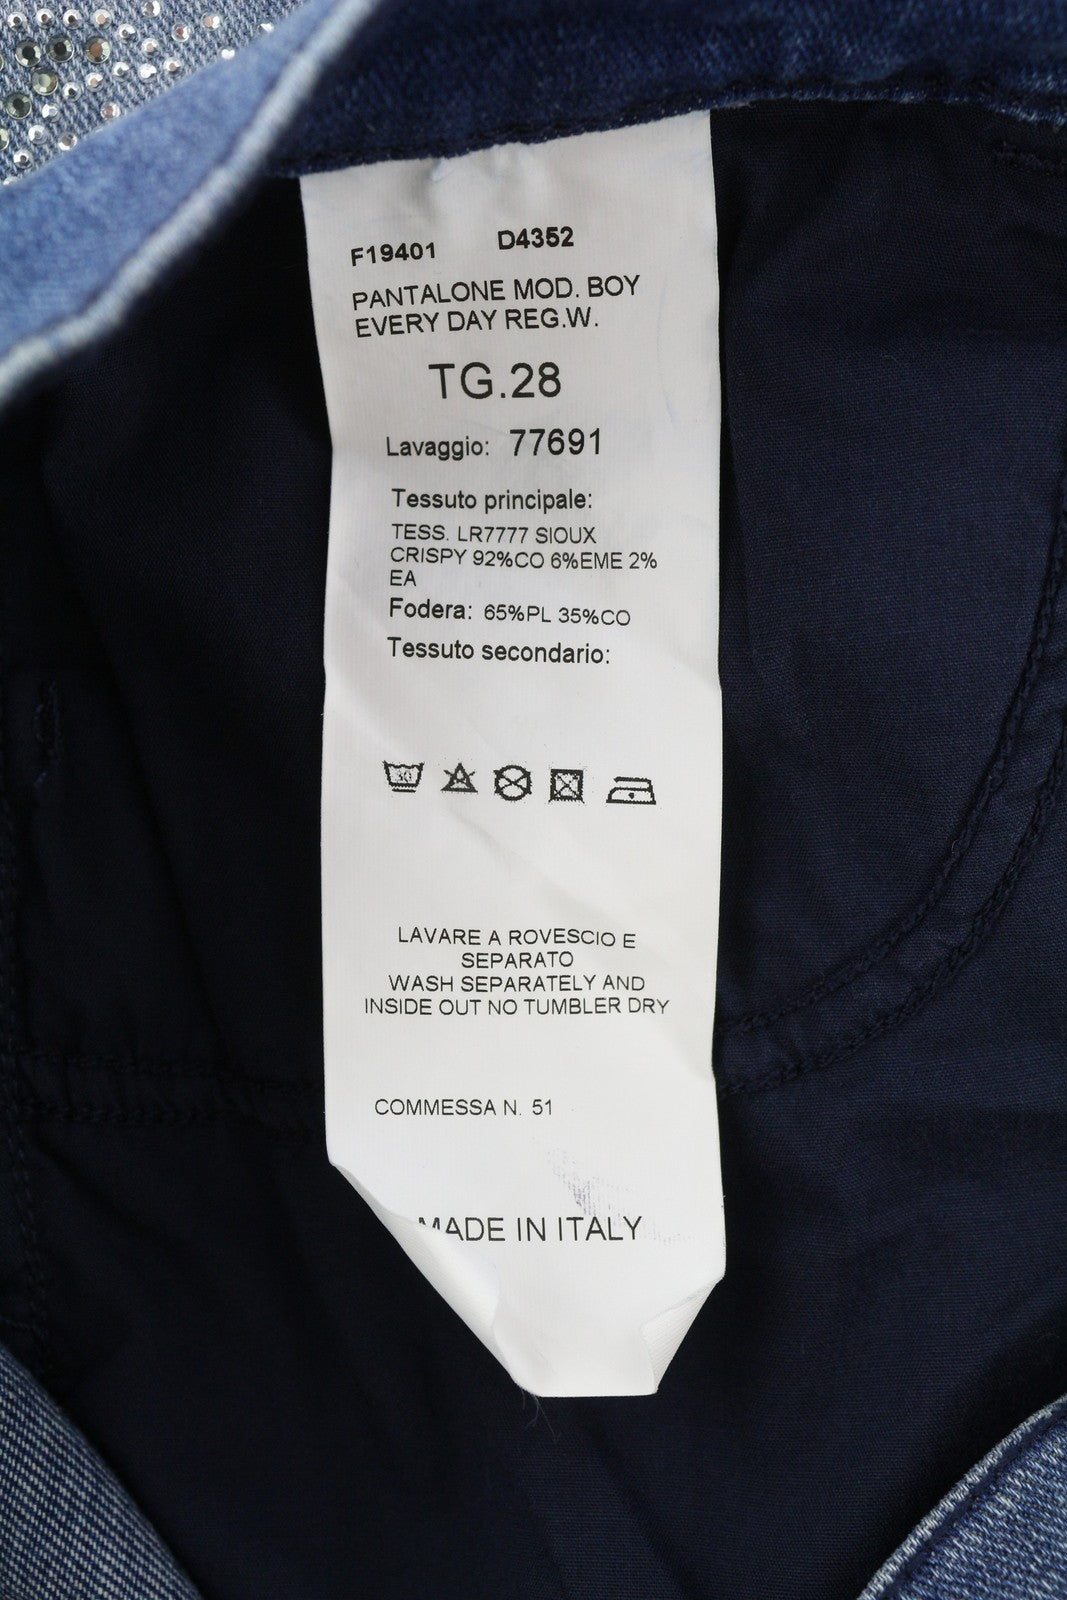 F19401 D4352
PANTALONE MOD. BOY
EVERY DAY REG.W.
TG.28
Lavaggio: 77691
Tessuto principale:
TESS. LR7777 SIOUX
CRISPY 92%CO 6%EME 2%
EA
Fodera: 65%PL 35%CO
Tessuto secondario:
30
LAVARE A ROVESCIO E
SEPARATO
WASH SEPARATELY AND
INSIDE OUT NO TUMBLER DRY
COMMESSA N. 51
MADE IN ITALY